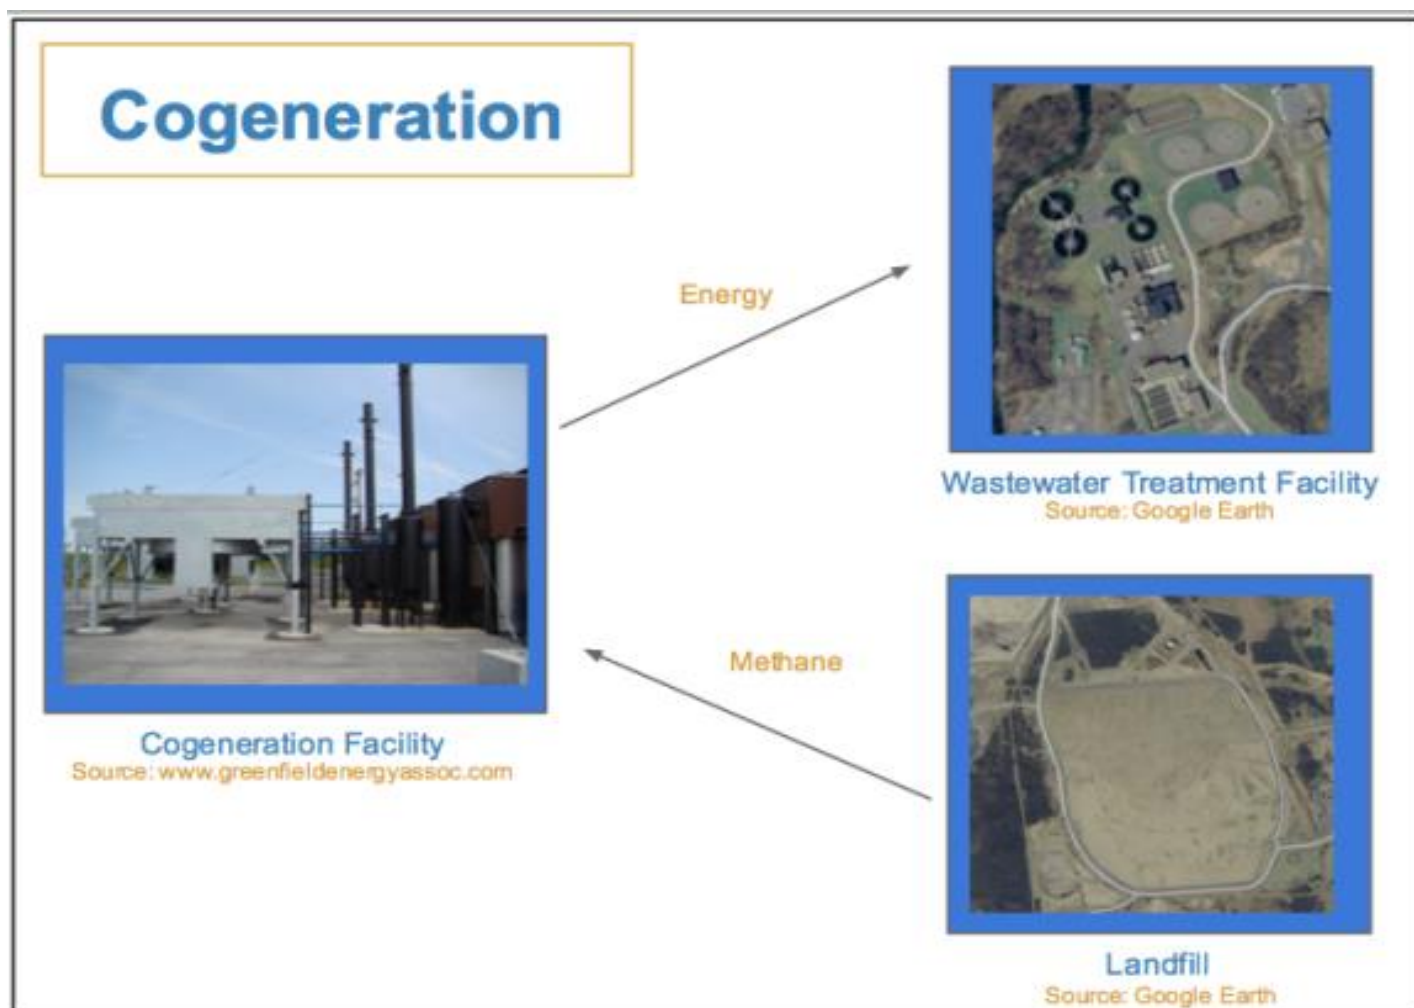 Cogeneration
Energy
Wastewater Treatment Facility
Source: Google Earth
Methane
Cogeneration Facility
Source: www.greenfieldenergyassoc.com
Landfill
Source: Google Earth